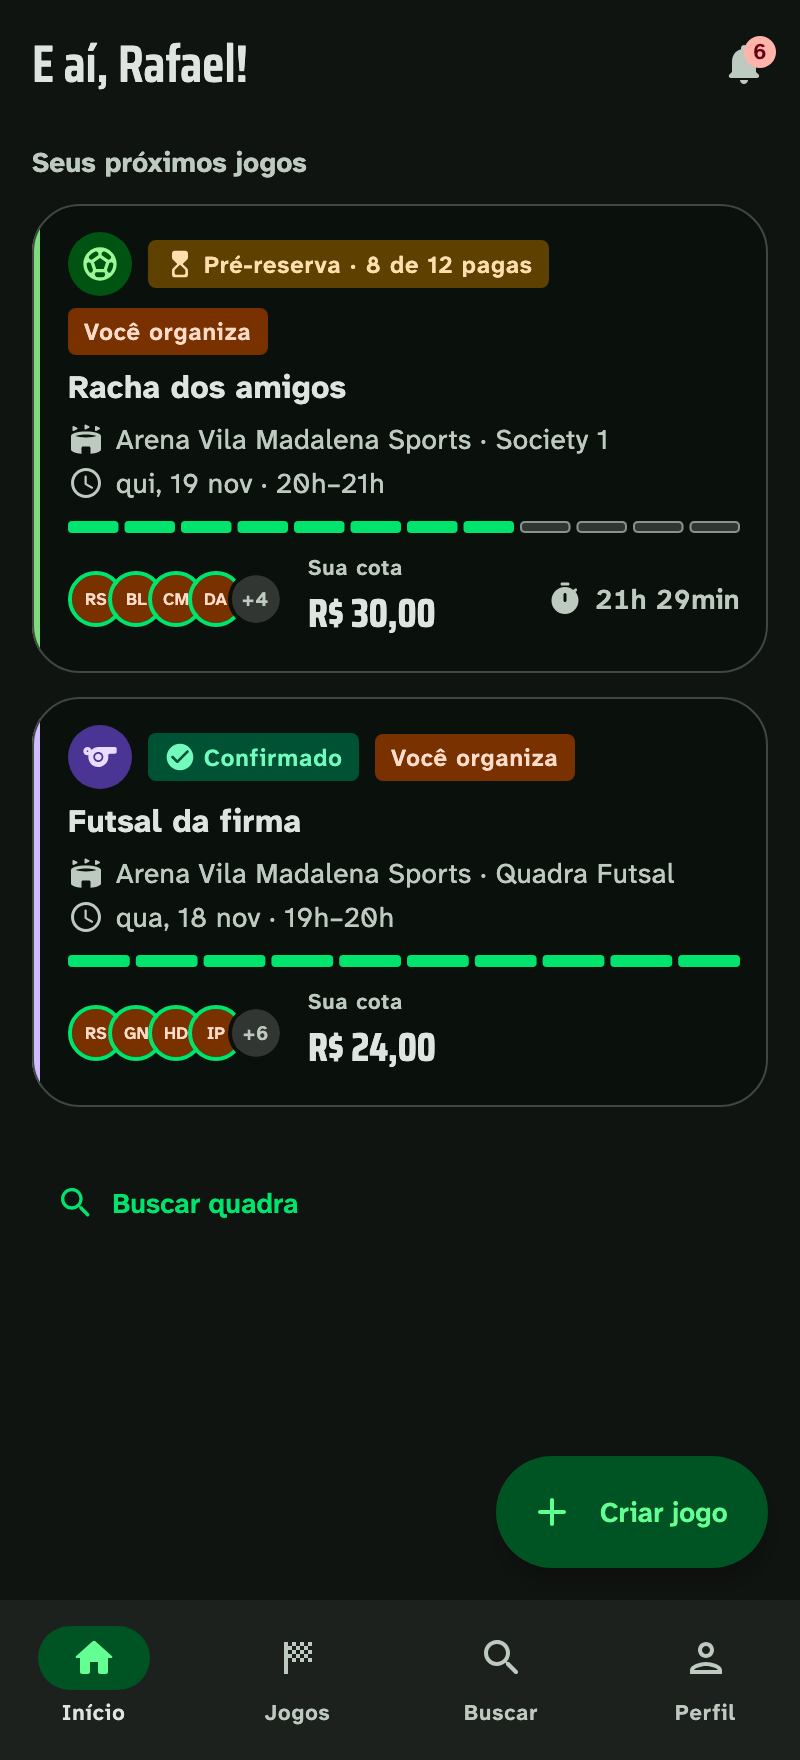 E aí, Rafael!
6
Seus próximos jogos
Pré-reserva · 8 de 12 pagas
Você organiza
Racha dos amigos
Arena Vila Madalena Sports · Society 1
qui, 19 nov · 20h–21h
RS BL CM DA +4
Sua cota
R$ 30,00
21h 29min
Confirmado
Você organiza
Futsal da firma
Arena Vila Madalena Sports · Quadra Futsal
qua, 18 nov · 19h–20h
RS GN HD IP +6
Sua cota
R$ 24,00
Buscar quadra
Criar jogo
Início
Jogos
Buscar
Perfil